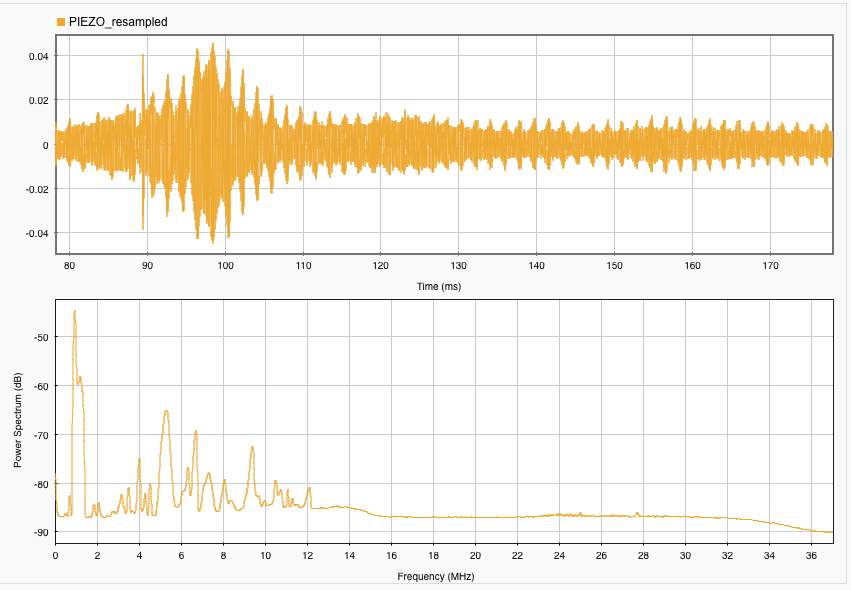 PIEZO_resampled
0.04
0.02
0
-0.02
-0.04
80 90 100 110 120 130 140 150 160 170
Time (ms)
Power Spectrum (dB)
-50
-60
-70
-80
-90
0 2 4 6 8 10 12 14 16 18 20 22 24 26 28 30 32 34 36
Frequency (MHz)